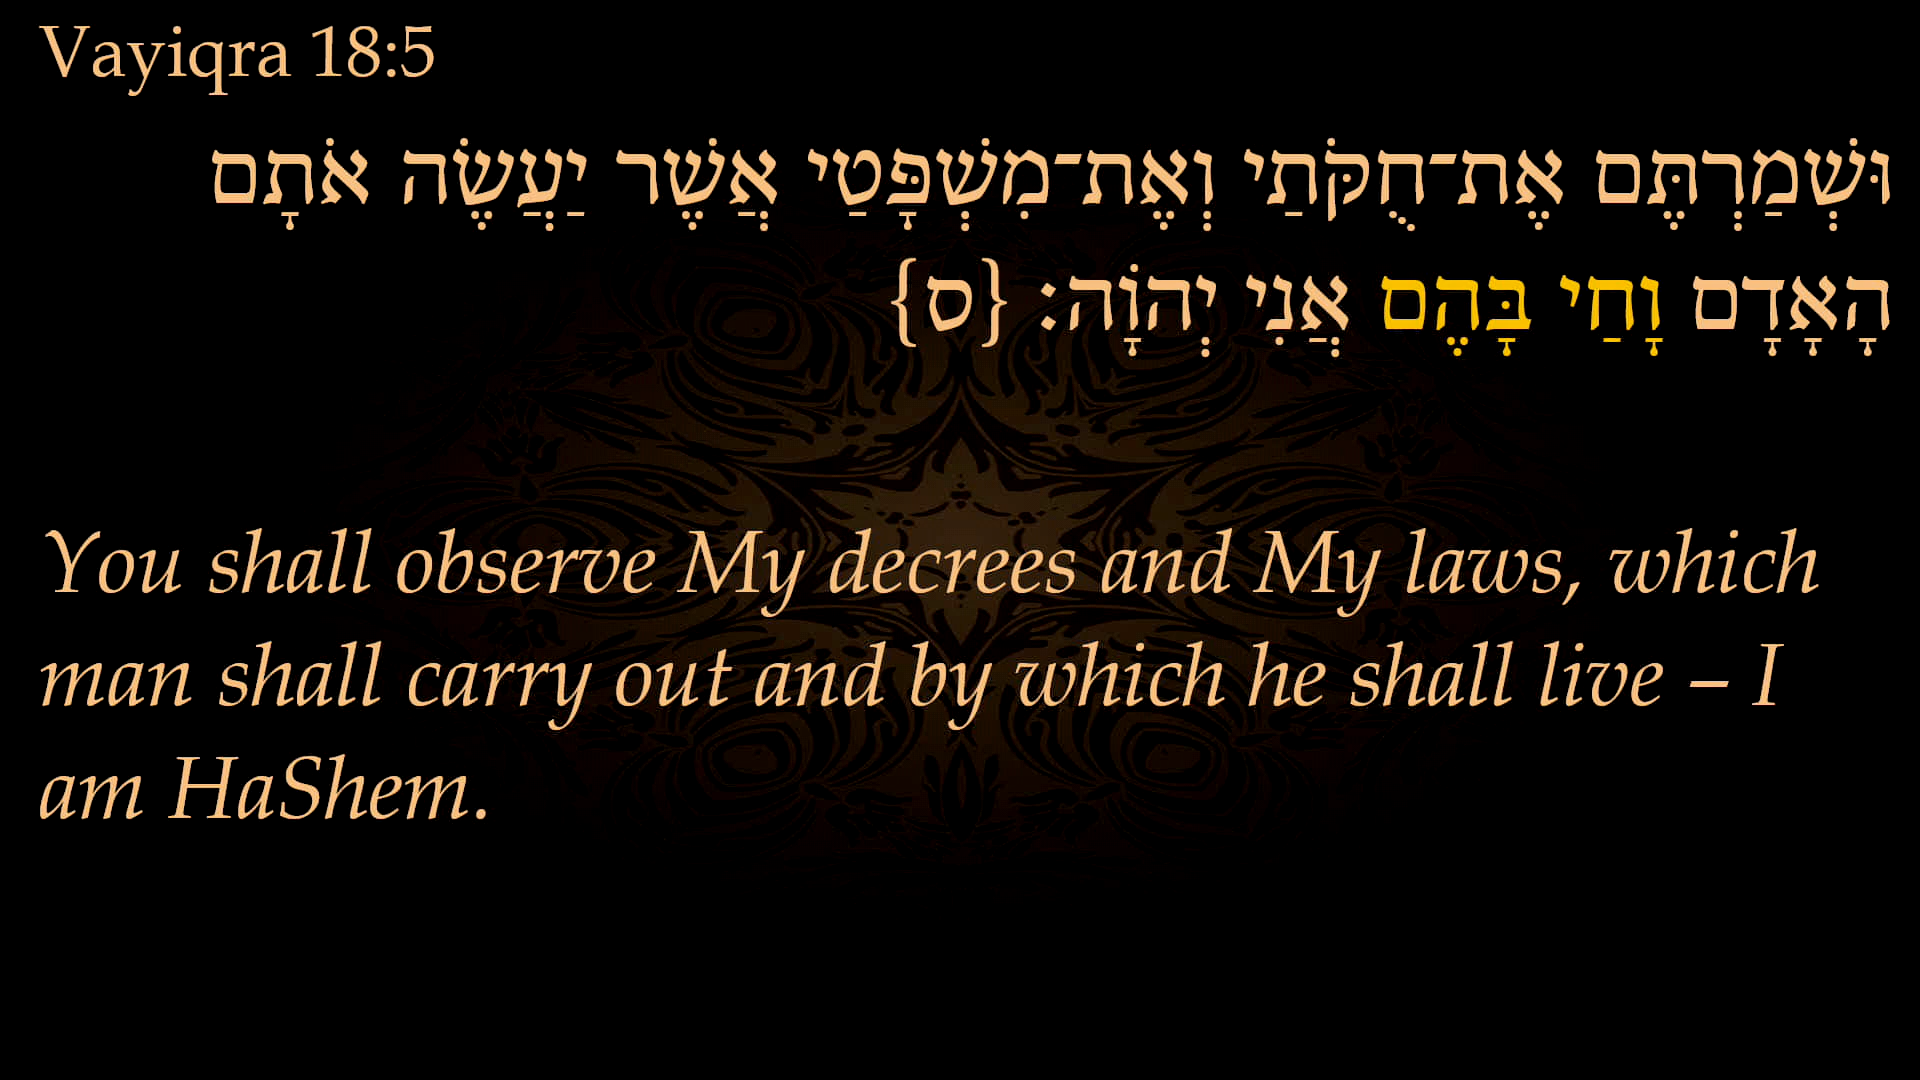 Vayiqra 18:5
וּשְׁמַרְתֶּם אֶת־חֻקֹּתַי וְאֶת־מִשְׁפָּטַי אֲשֶׁר יַעֲשֶׂה אֹתָם
הָאָדָם וָחַי בָּהֶם אֲנִי יְהוָֹה׃ {ס}
You shall observe My decrees and My laws, which
man shall carry out and by which he shall live – I
am HaShem.